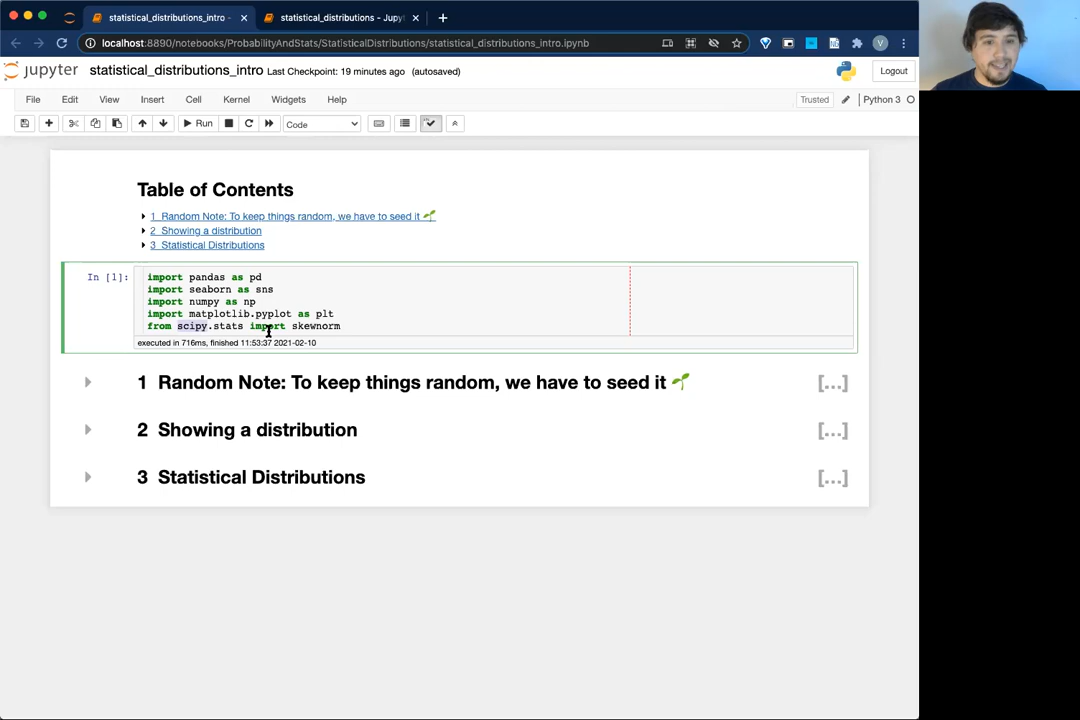 statistical_distributions_intro -
statistical_distributions - Jupyt
localhost:8890/notebooks/ProbabilityAndStats/StatisticalDistributions/statistical_distributions_intro.ipynb
V
jupyter statistical_distributions_intro Last Checkpoint: 19 minutes ago (autosaved)
Logout
File Edit View Insert Cell Kernel Widgets Help
Trusted
Python 3
Run
Code
Table of Contents
1 Random Note: To keep things random, we have to seed it 🌱
2 Showing a distribution
3 Statistical Distributions
In [1]:
import pandas as pd
import seaborn as sns
import numpy as np
import matplotlib.pyplot as plt
from scipy.stats import skewnorm
executed in 716ms, finished 11:53:37 2021-02-10
1 Random Note: To keep things random, we have to seed it 🌱
[...]
2 Showing a distribution
[...]
3 Statistical Distributions
[...]